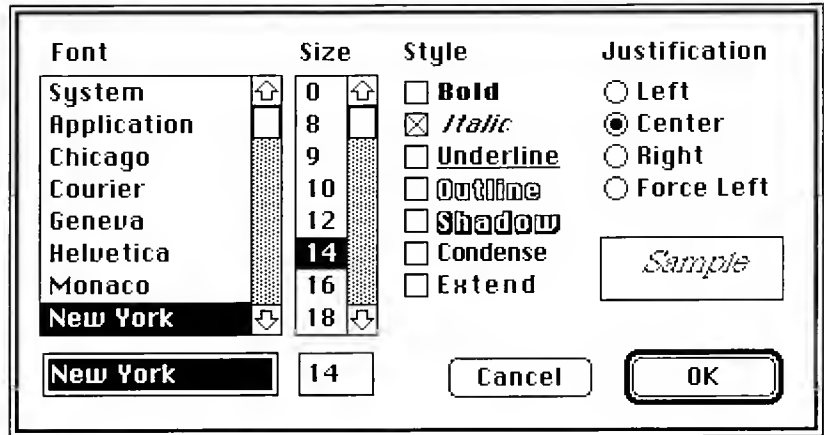 Font
System
Application
Chicago
Courier
Geneva
Helvetica
Monaco
New York
New York
Size
0
8
9
10
12
14
16
18
14
Style
Bold
Italic
Underline
Outline
Shadow
Condense
Extend
Justification
Left
Center
Right
Force Left
Sample
Cancel
OK